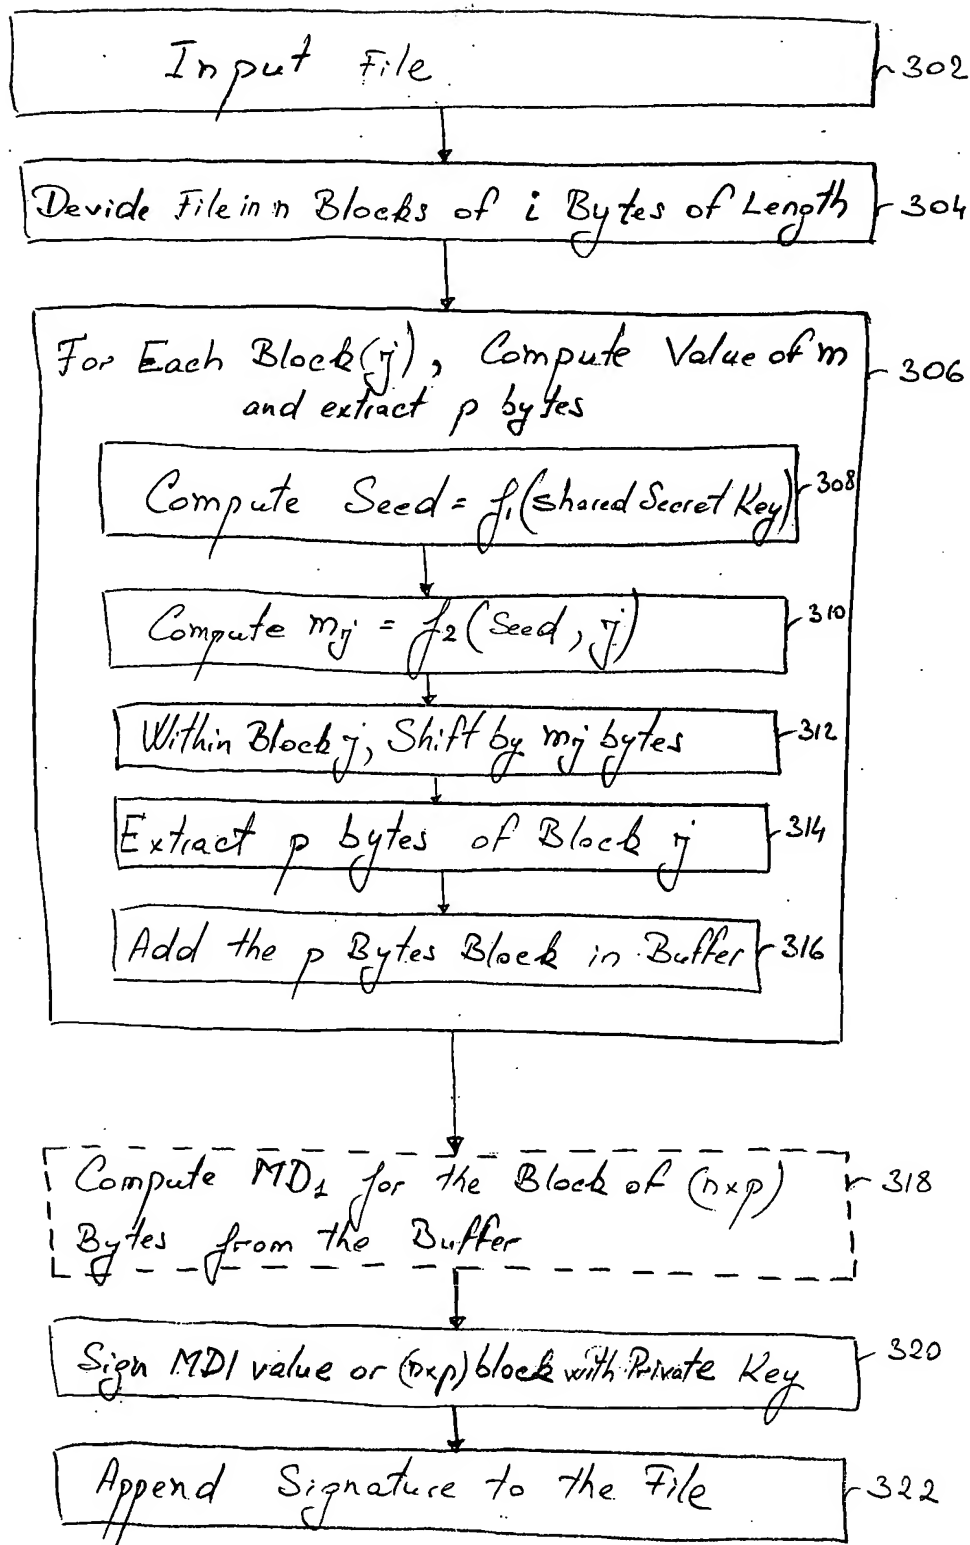 Input File 302
Devide File in n Blocks of i Bytes of Length 304
For Each Block(j), Compute Value of m 306
and extract p bytes
Compute Seed = f1(shared Secret Key) 308
Compute mj = f2(Seed, j) 310
Within Block j, Shift by mj bytes 312
Extract p bytes of Block j 314
Add the p Bytes Block in Buffer 316
Compute MD1 for the Block of (n×p) 318
Bytes from the Buffer
Sign MD1 value or (n×p) block with Private Key 320
Append Signature to the File 322